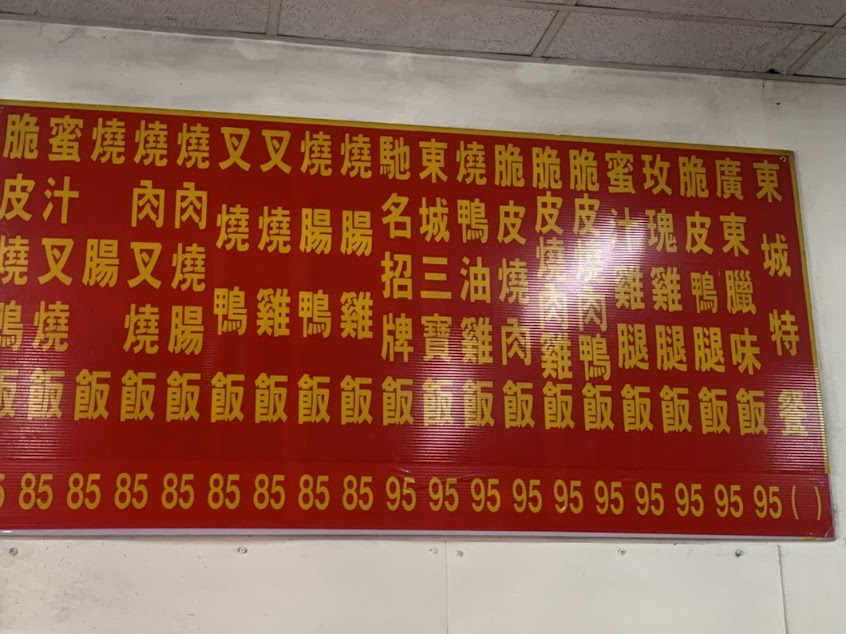 東城特餐 ( )
廣東臘味飯 95
脆皮鴨腿飯 95
玫瑰雞腿飯 95
蜜汁雞腿飯 95
脆皮燒肉鴨飯 95
脆皮燒肉雞飯 95
脆皮燒肉飯 95
燒鴨油雞飯 95
東城三寶飯 95
馳名招牌飯 95
燒腸雞飯 85
燒腸鴨飯 85
叉燒雞飯 85
叉燒鴨飯 85
燒肉燒腸飯 85
燒肉叉燒飯 85
燒腸飯 85
蜜汁叉燒飯 85
脆皮燒鴨飯